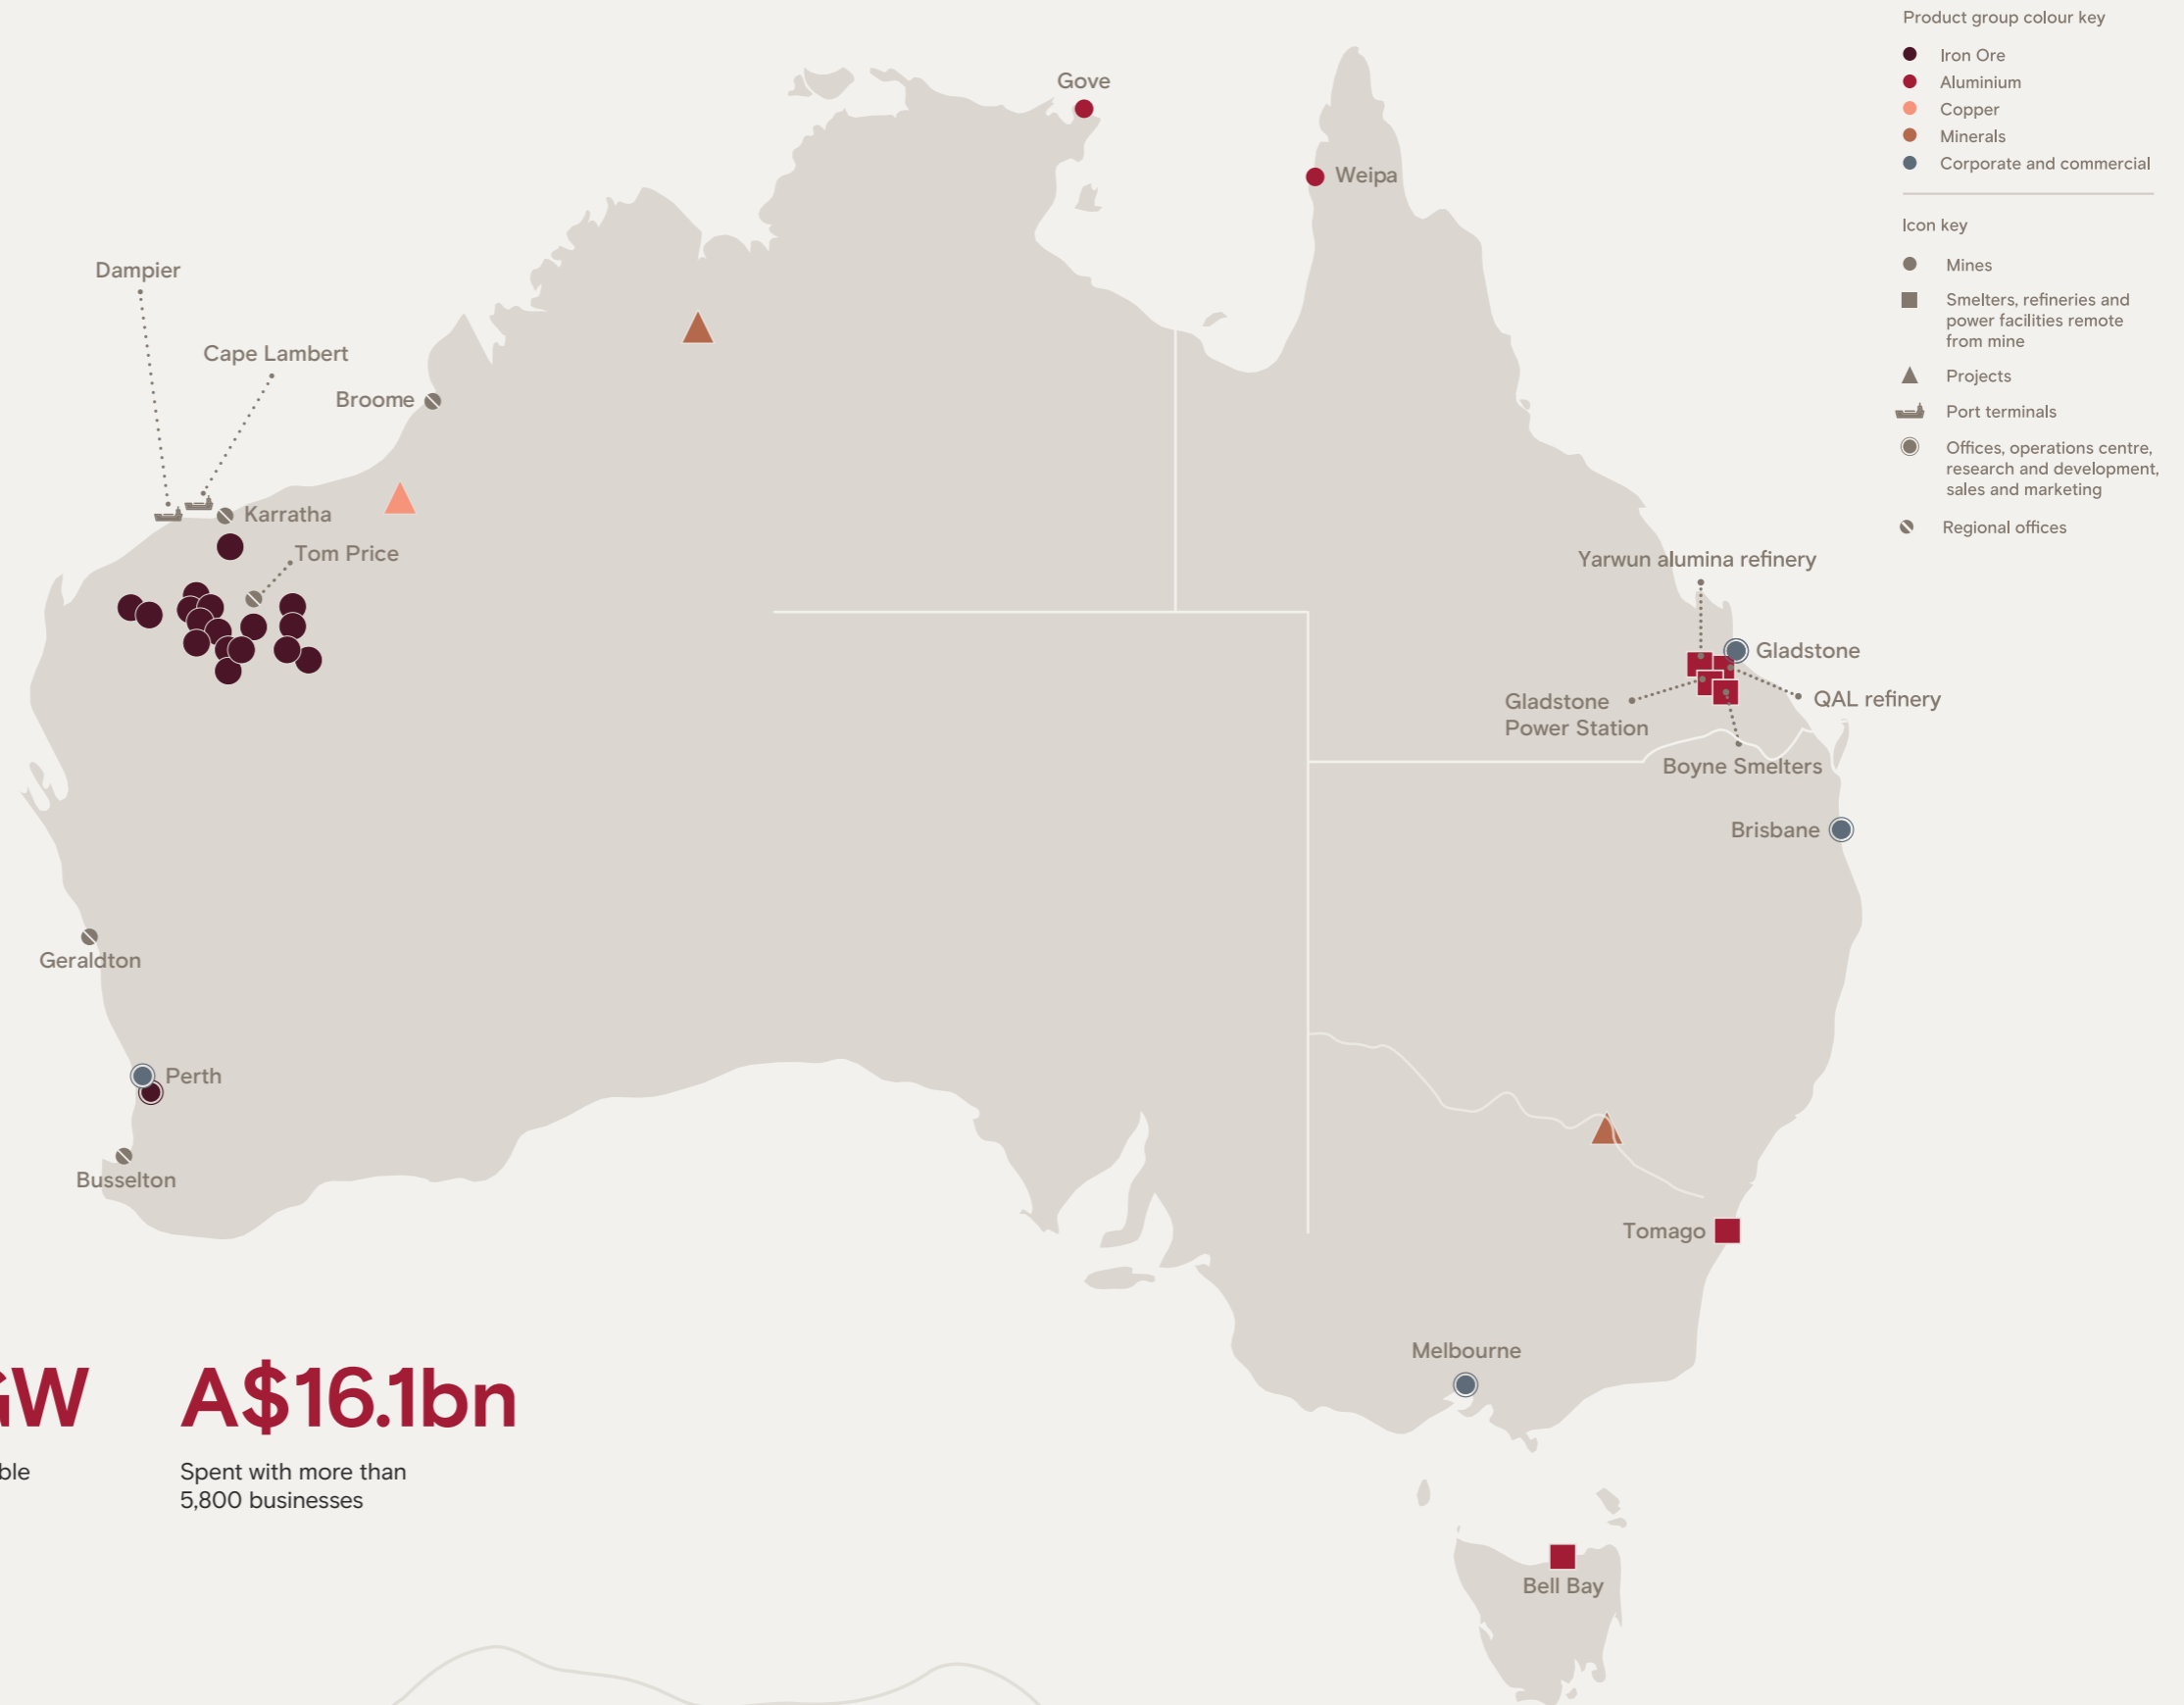 Product group colour key
Iron Ore
Aluminium
Copper
Minerals
Corporate and commercial
Icon key
Mines
Smelters, refineries and
power facilities remote
from mine
Projects
Port terminals
Offices, operations centre,
research and development,
sales and marketing
Regional offices
Gove
Weipa
Dampier
Cape Lambert
Broome
Karratha
Tom Price
Yarwun alumina refinery
Gladstone
QAL refinery
Gladstone
Power Station
Boyne Smelters
Brisbane
Geraldton
Perth
Busselton
Tomago
Melbourne
Bell Bay
GW
A$16.1bn
Spent with more than
5,800 businesses